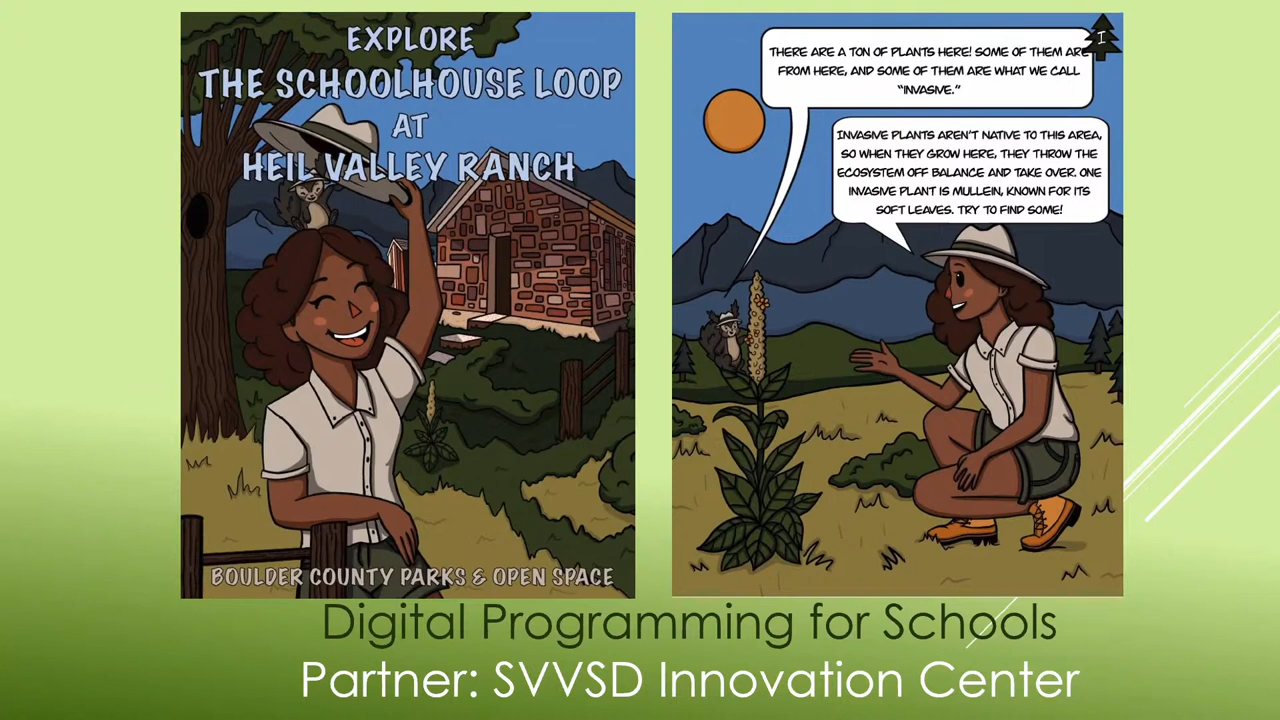 EXPLORE
THE SCHOOLHOUSE LOOP
AT
HEIL VALLEY RANCH
BOULDER COUNTY PARKS & OPEN SPACE
I
THERE ARE A TON OF PLANTS HERE! SOME OF THEM ARE
FROM HERE, AND SOME OF THEM ARE WHAT WE CALL
“INVASIVE.”
INVASIVE PLANTS AREN'T NATIVE TO THIS AREA,
SO WHEN THEY GROW HERE, THEY THROW THE
ECOSYSTEM OFF BALANCE AND TAKE OVER. ONE
INVASIVE PLANT IS MULLEIN, KNOWN FOR ITS
SOFT LEAVES. TRY TO FIND SOME!
Digital Programming for Schools
Partner: SVVSD Innovation Center